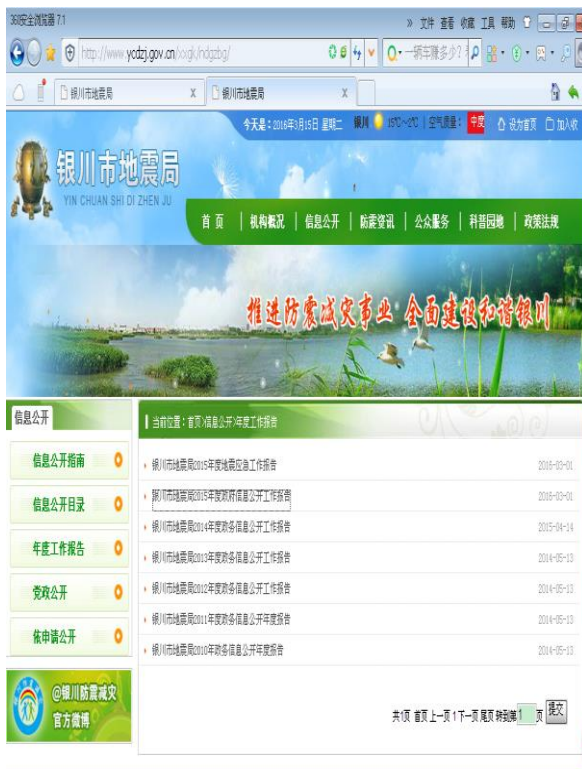 360安全浏览器 7.1
» 文件 查看 收藏 工具 帮助
http://www.ycdzj.gov.cn/xxgk/ndgzbg/
一辆车赚多少?
银川市地震局 x
银川市地震局 x
今天是：2016年3月15日 星期二 银川 15℃~2℃ | 空气质量： 中度 设为首页 加入收
银川市地震局
YIN CHUAN SHI DI ZHEN JU
首 页 | 机构概况 | 信息公开 | 防震资讯 | 公众服务 | 科普园地 | 政策法规
推进防震减灾事业 全面建设和谐银川
信息公开
信息公开指南
信息公开目录
年度工作报告
党政公开
依申请公开
@银川防震减灾
官方微博
当前位置：首页>信息公开>年度工作报告
银川市地震局2015年度地震应急工作报告 2016-03-01
银川市地震局2015年度政府信息公开工作报告 2016-03-01
银川市地震局2014年度政务信息公开工作报告 2015-04-14
银川市地震局2013年度政务信息公开工作报告 2014-05-13
银川市地震局2012年度政务信息公开工作报告 2014-05-13
银川市地震局2011年度政务信息公开年度报告 2014-05-13
银川市地震局2010年政务信息公开年度报告 2014-05-13
共1页 首页 上一页 1 下一页 尾页 转到第 1 页 提交